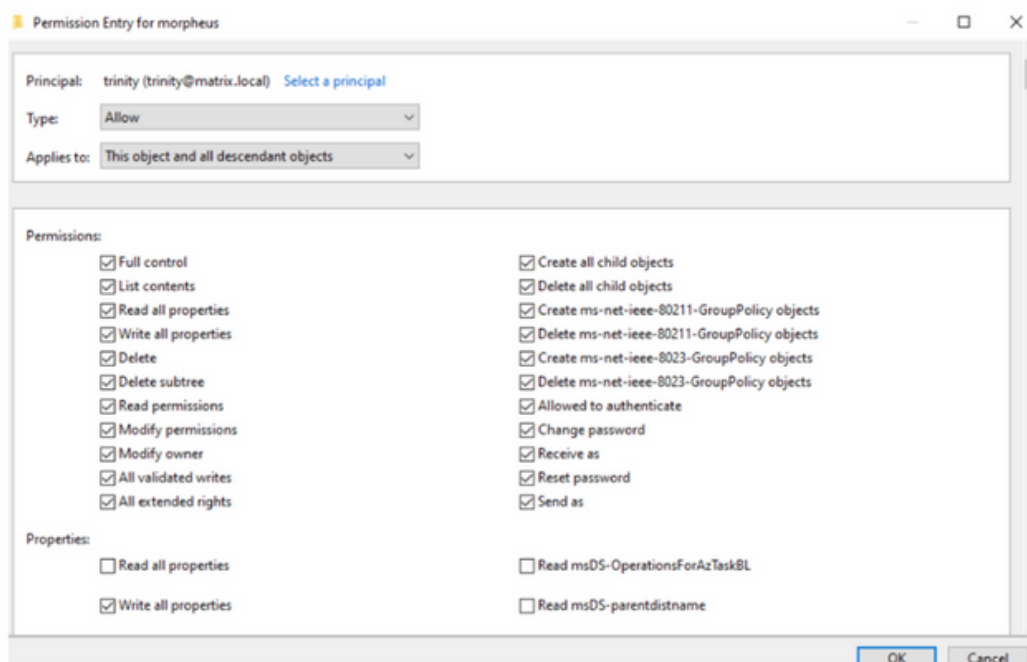 Permission Entry for morpheus
Principal: trinity (trinity@matrix.local) Select a principal
Type: Allow
Applies to: This object and all descendant objects
Permissions:
Full control
List contents
Read all properties
Write all properties
Delete
Delete subtree
Read permissions
Modify permissions
Modify owner
All validated writes
All extended rights
Create all child objects
Delete all child objects
Create ms-net-ieee-80211-GroupPolicy objects
Delete ms-net-ieee-80211-GroupPolicy objects
Create ms-net-ieee-8023-GroupPolicy objects
Delete ms-net-ieee-8023-GroupPolicy objects
Allowed to authenticate
Change password
Receive as
Reset password
Send as
Properties:
Read all properties
Write all properties
Read msDS-OperationsForAzTaskBL
Read msDS-parentdistname
OK Cancel